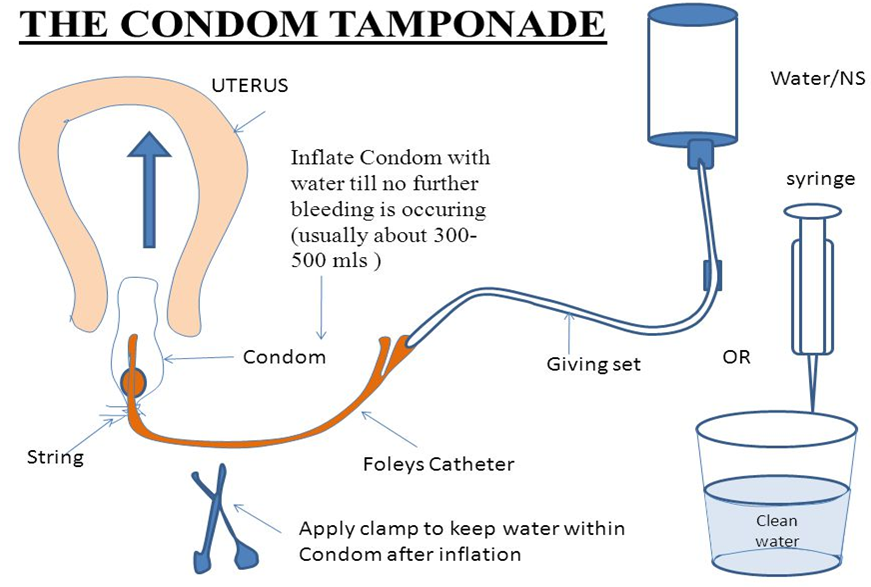 THE CONDOM TAMPONADE
UTERUS
Water/NS
Inflate Condom with
water till no further
bleeding is occuring
(usually about 300-
500 mls )
syringe
Condom
Giving set
OR
String
Foleys Catheter
Apply clamp to keep water within
Condom after inflation
Clean
water